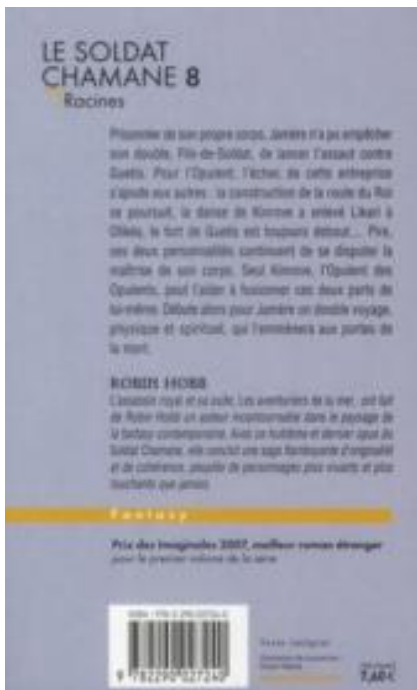 LE SOLDAT
CHAMANE 8
Racines
Prisonnier de son propre corps, Jamère n'a pu empêcher
son double, Fils-de-Soldat, de lancer l'assaut contre
Guetis. Pour l'Opulent, l'échec de cette entreprise
s'ajoute aux autres : la construction de la route du Roi
se poursuit, la danse de Kinrove a enlevé Likari à
Olikéa, le fort de Guetis est toujours debout... Pire,
ses deux personnalités continuent de se disputer la
maîtrise de son corps. Seul Kinrove, l'Opulent des
Opulents, peut l'aider à fusionner ces deux parts de
lui-même. Débute alors pour Jamère un double voyage,
physique et spirituel, qui l'emmènera aux portes de
la mort.
ROBIN HOBB
L'assassin royal et sa suite, Les aventuriers de la mer, ont fait
de Robin Hobb un auteur incontournable dans le paysage de
la fantasy contemporaine. Avec ce huitième et dernier opus du
Soldat Chamane, elle conclut une saga flamboyante d'originalité
et de cohérence, peuplée de personnages plus vivants et plus
touchants que jamais.
Fantasy
Prix des Imaginales 2007, meilleur roman étranger
pour le premier volume de la série
Texte intégral
7,60 €
9 782290 027240